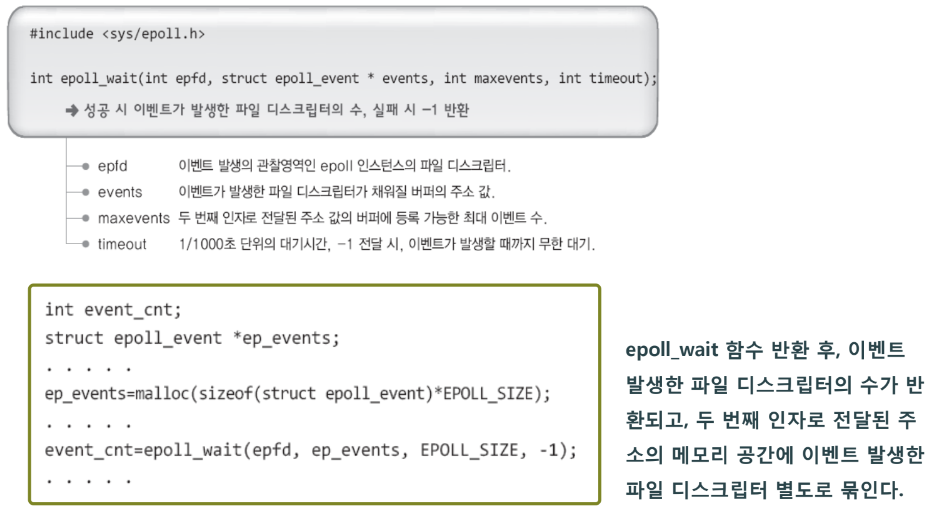 #include <sys/epoll.h>
int epoll_wait(int epfd, struct epoll_event * events, int maxevents, int timeout);
➔ 성공 시 이벤트가 발생한 파일 디스크립터의 수, 실패 시 -1 반환
epfd 이벤트 발생의 관찰영역인 epoll 인스턴스의 파일 디스크립터.
events 이벤트가 발생한 파일 디스크립터가 채워질 버퍼의 주소 값.
maxevents 두 번째 인자로 전달된 주소 값의 버퍼에 등록 가능한 최대 이벤트 수.
timeout 1/1000초 단위의 대기시간, -1 전달 시, 이벤트가 발생할 때까지 무한 대기.
int event_cnt;
struct epoll_event *ep_events;
. . . . .
ep_events=malloc(sizeof(struct epoll_event)*EPOLL_SIZE);
. . . . .
event_cnt=epoll_wait(epfd, ep_events, EPOLL_SIZE, -1);
. . . . .
epoll_wait 함수 반환 후, 이벤트
발생한 파일 디스크립터의 수가 반
환되고, 두 번째 인자로 전달된 주
소의 메모리 공간에 이벤트 발생한
파일 디스크립터 별도로 묶인다.